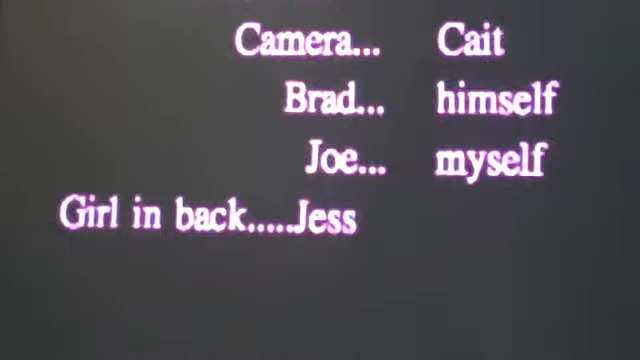 Camera... Cait
Brad... himself
Joe... myself
Girl in back.....Jess